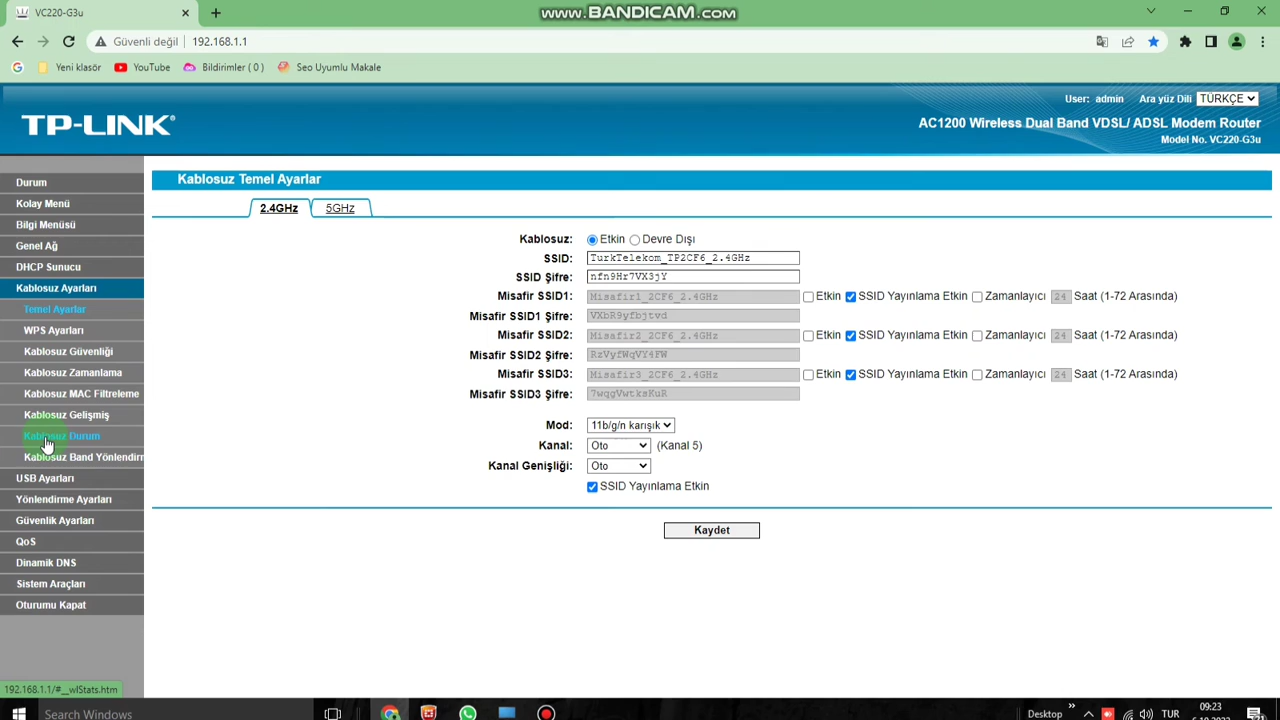 VC220-G3u
www.BANDICAM.com
Güvenli değil
192.168.1.1
Yeni klasör
YouTube
Bildirimler ( 0 )
Seo Uyumlu Makale
TP-LINK®
User: admin
Ara yüz Dili TÜRKÇE
AC1200 Wireless Dual Band VDSL/ ADSL Modem Router
Model No. VC220-G3u
Durum
Kolay Menü
Bilgi Menüsü
Genel Ağ
DHCP Sunucu
Kablosuz Ayarları
Temel Ayarlar
WPS Ayarları
Kablosuz Güvenliği
Kablosuz Zamanlama
Kablosuz MAC Filtreleme
Kablosuz Gelişmiş
Kablosuz Durum
Kablosuz Band Yönlendirr
USB Ayarları
Yönlendirme Ayarları
Güvenlik Ayarları
QoS
Dinamik DNS
Sistem Araçları
Oturumu Kapat
Kablosuz Temel Ayarlar
2.4GHz
5GHz
Kablosuz: Etkin Devre Dışı
SSID: TurkTelekom_TP2CF6_2.4GHz
SSID Şifre: nfn9Hr7VX3jY
Misafir SSID1: Misafir1_2CF6_2.4GHz Etkin SSID Yayınlama Etkin Zamanlayıcı 24 Saat (1-72 Arasında)
Misafir SSID1 Şifre: VXbR9yfbjtvd
Misafir SSID2: Misafir2_2CF6_2.4GHz Etkin SSID Yayınlama Etkin Zamanlayıcı 24 Saat (1-72 Arasında)
Misafir SSID2 Şifre: RzVyfWqVY4FW
Misafir SSID3: Misafir3_2CF6_2.4GHz Etkin SSID Yayınlama Etkin Zamanlayıcı 24 Saat (1-72 Arasında)
Misafir SSID3 Şifre: 7wqgVwtksKuR
Mod: 11b/g/n karışık
Kanal: Oto (Kanal 5)
Kanal Genişliği: Oto
SSID Yayınlama Etkin
Kaydet
192.168.1.1/#__wlStats.htm
Search Windows
Desktop
TUR
09:23